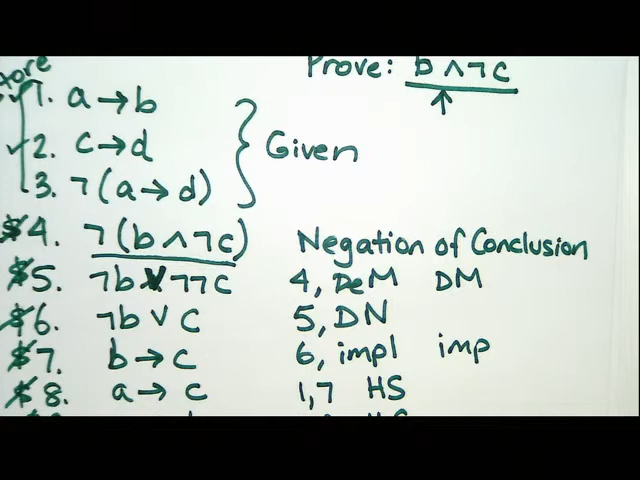 Prove: b ∧ ¬c
1. a → b
2. c → d
3. ¬(a → d)
Given
$4. ¬(b ∧ ¬c) Negation of Conclusion
$5. ¬b ∨ ¬¬c 4, DeM DM
$6. ¬b ∨ c 5, DN
$7. b → c 6, impl imp
$8. a → c 1,7 HS